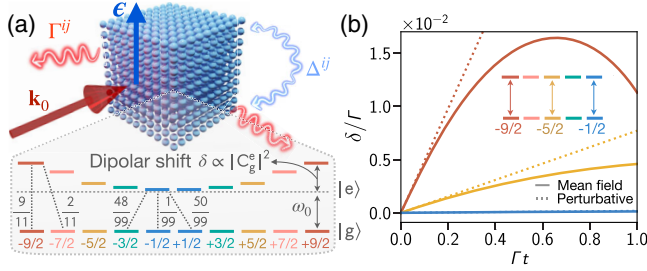 (a)
ϵ
Γ^{ij}
Δ^{ij}
k_0
Dipolar shift δ ∝ |C_g^e|^2
|e⟩
9 2 48 1 50
11 11 99 99 99
ω_0
|g⟩
-9/2 -7/2 -5/2 -3/2 -1/2 +1/2 +3/2 +5/2 +7/2 +9/2
(b)
×10^{-2}
1.5
1.0
0.5
0.0
δ/Γ
-9/2 -5/2 -1/2
Mean field
Perturbative
0.0 0.2 0.4 0.6 0.8 1.0
Γt